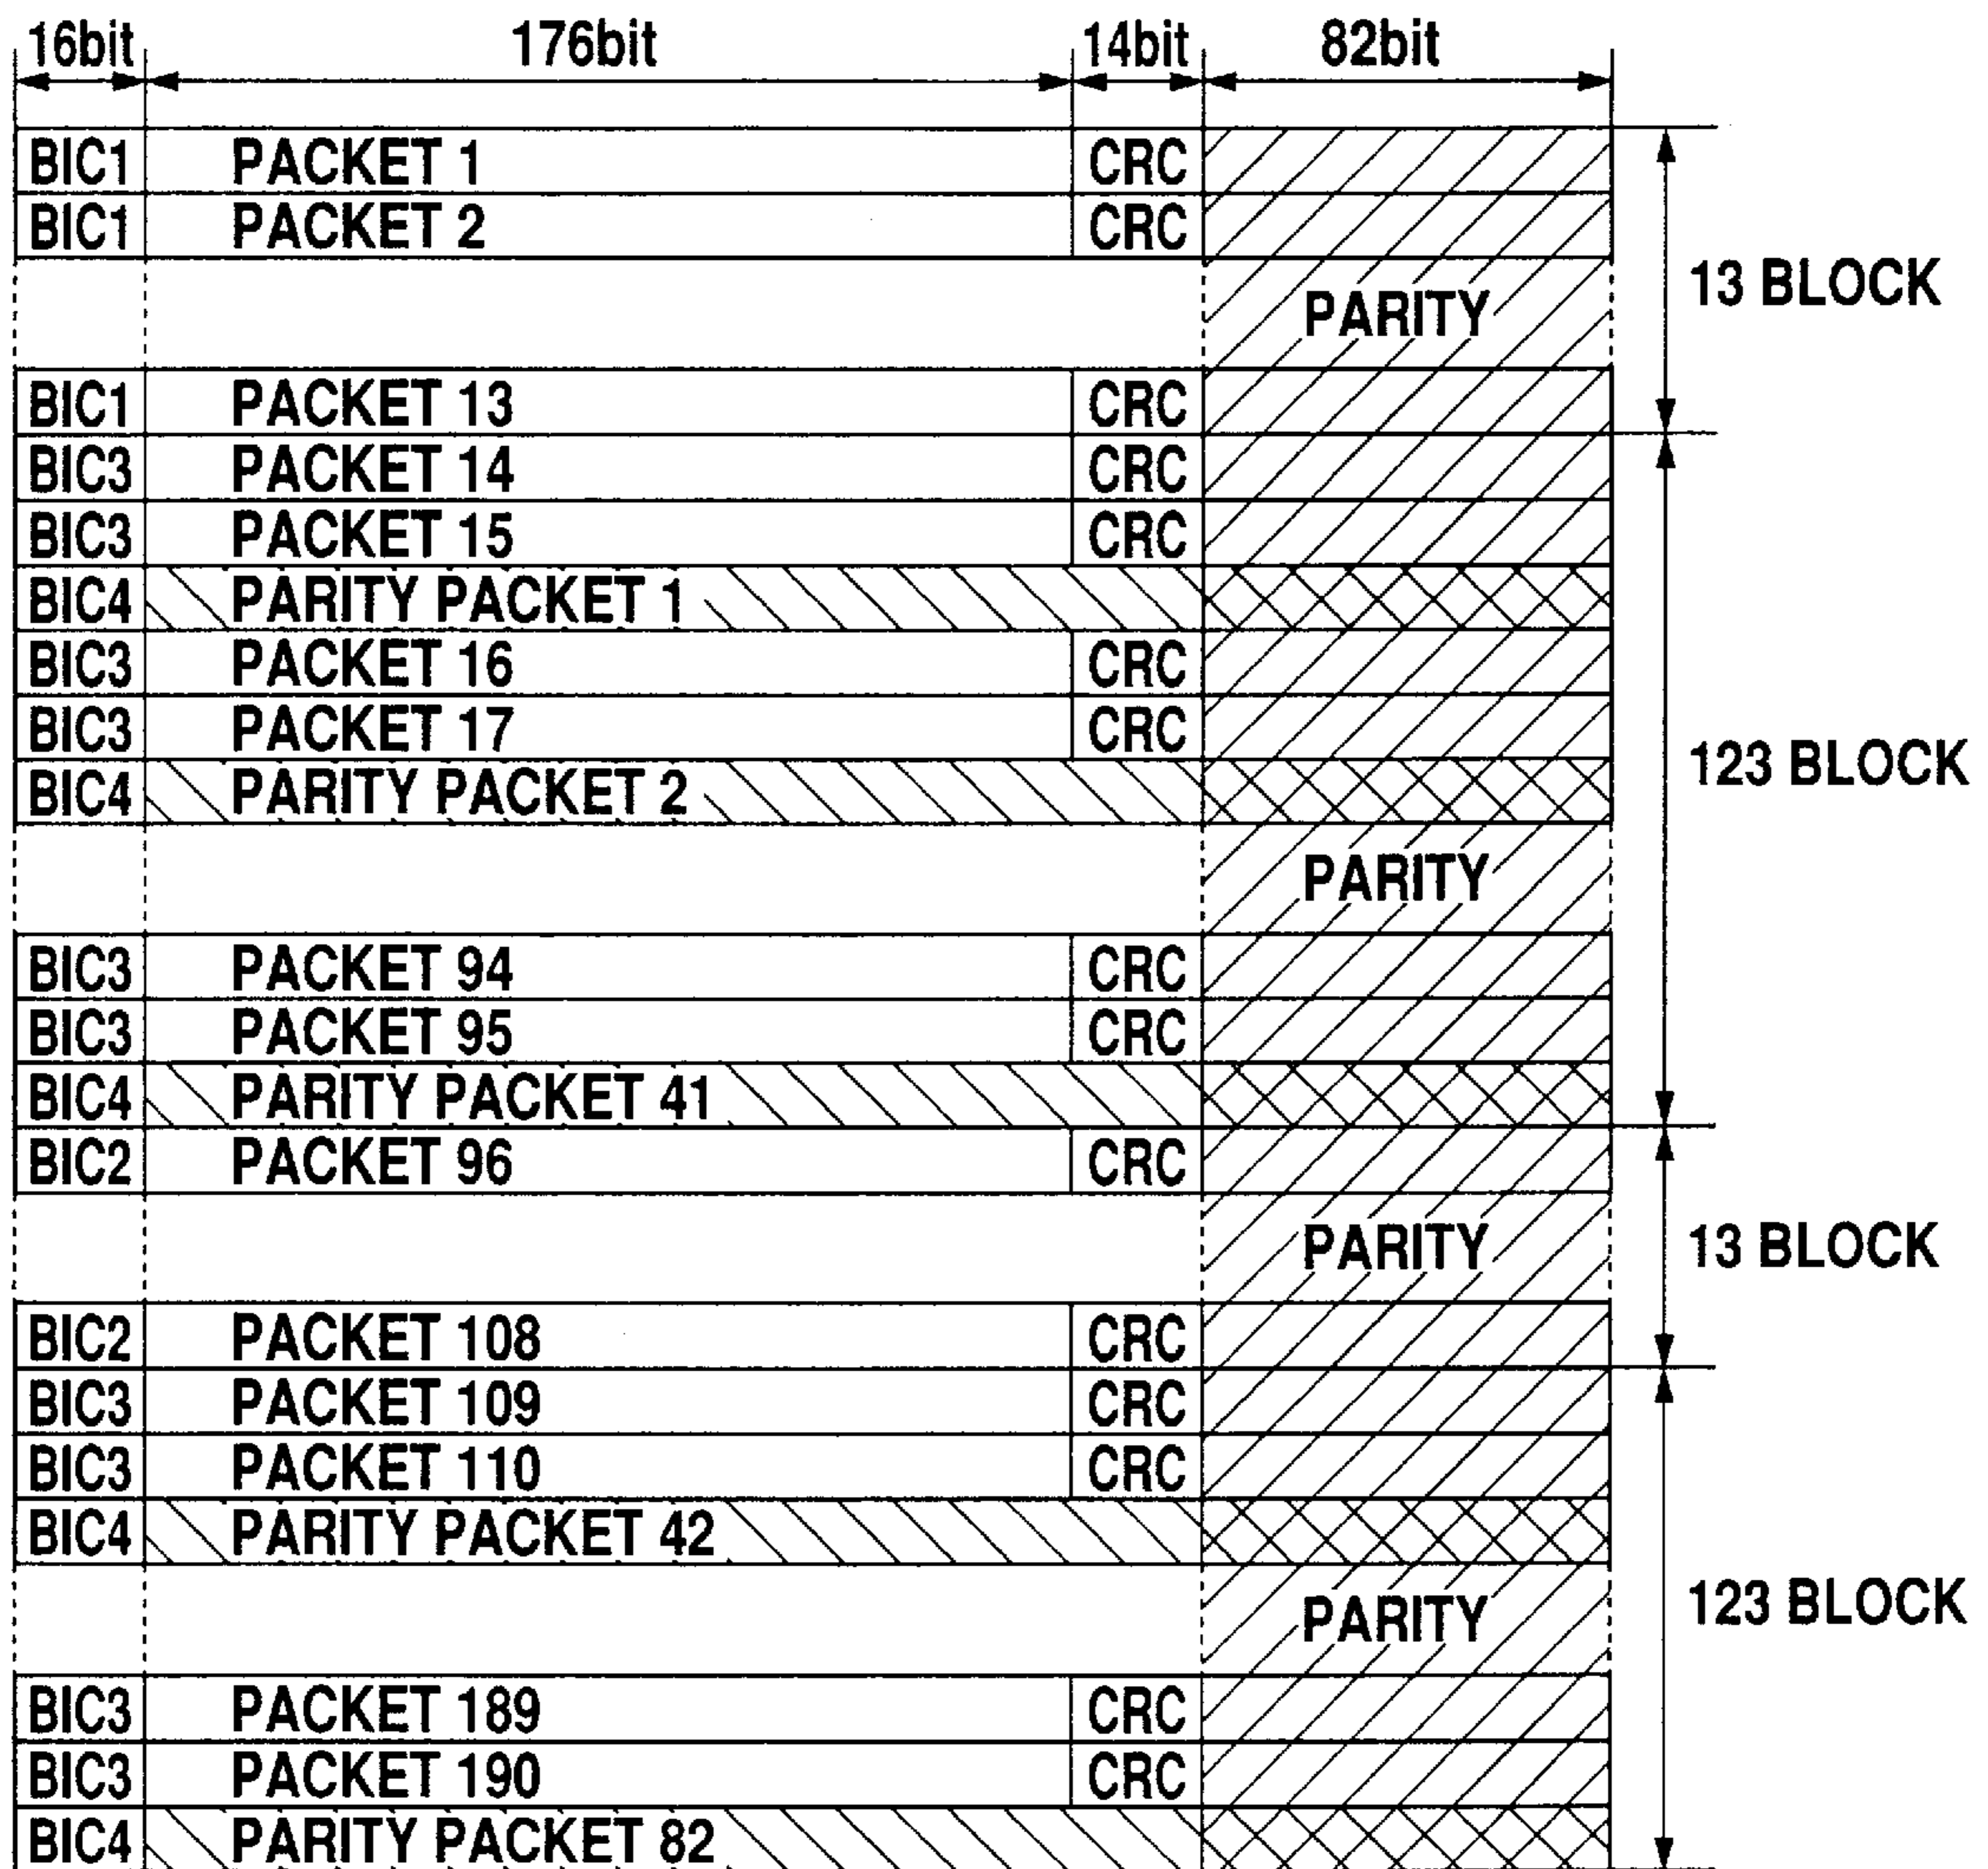 16bit 176bit 14bit 82bit
BIC1 PACKET 1 CRC
BIC1 PACKET 2 CRC
PARITY 13 BLOCK
BIC1 PACKET 13 CRC
BIC3 PACKET 14 CRC
BIC3 PACKET 15 CRC
BIC4 PARITY PACKET 1
BIC3 PACKET 16 CRC
BIC3 PACKET 17 CRC
123 BLOCK
BIC4 PARITY PACKET 2
PARITY
BIC3 PACKET 94 CRC
BIC3 PACKET 95 CRC
BIC4 PARITY PACKET 41
BIC2 PACKET 96 CRC
PARITY 13 BLOCK
BIC2 PACKET 108 CRC
BIC3 PACKET 109 CRC
BIC3 PACKET 110 CRC
BIC4 PARITY PACKET 42
PARITY 123 BLOCK
BIC3 PACKET 189 CRC
BIC3 PACKET 190 CRC
BIC4 PARITY PACKET 82